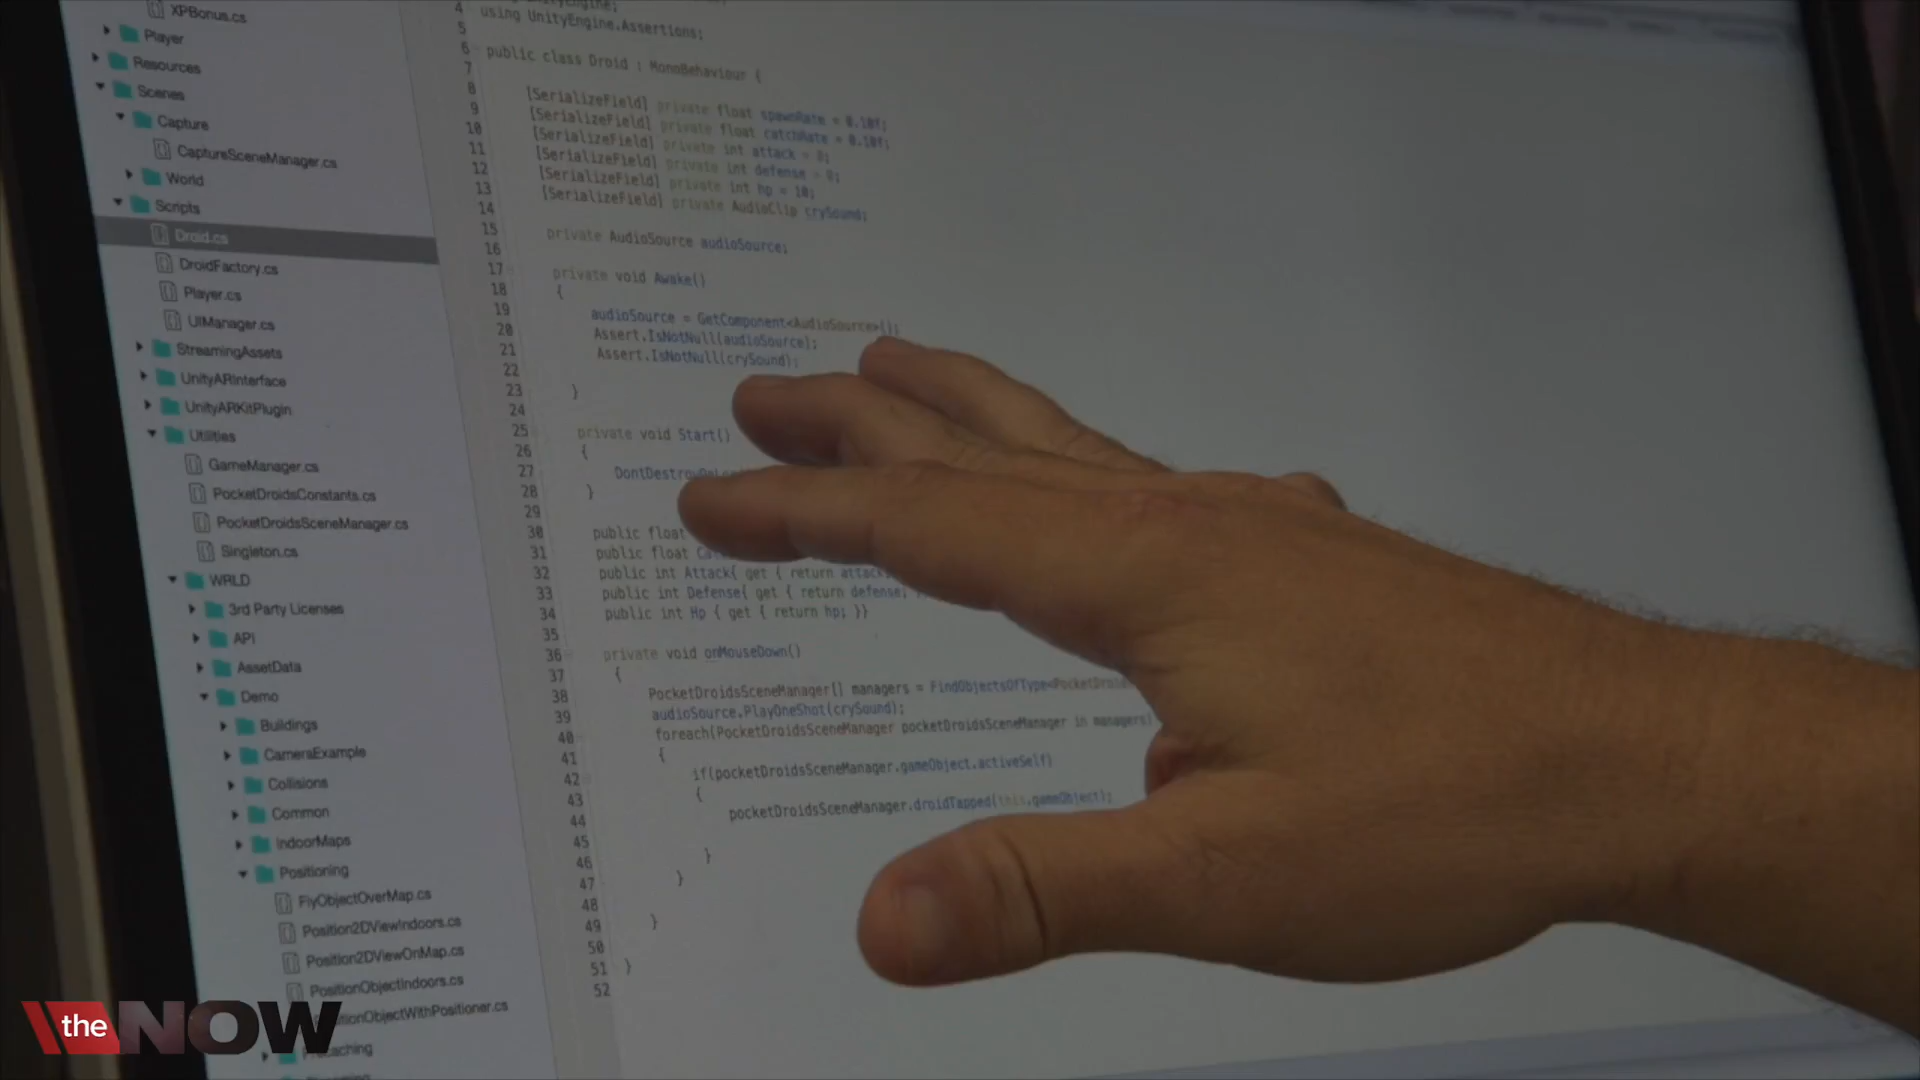 XPBonus.cs
Player
Resources
Scenes
Capture
CaptureSceneManager.cs
World
Scripts
Droid.cs
DroidFactory.cs
Player.cs
UIManager.cs
StreamingAssets
UnityARInterface
UnityARKitPlugin
Utilities
GameManager.cs
PocketDroidsConstants.cs
PocketDroidsSceneManager.cs
Singleton.cs
WRLD
3rd Party Licenses
API
AssetData
Demo
Buildings
CameraExample
Collisions
Common
IndoorMaps
Positioning
FlyObjectOverMap.cs
Position2DViewIndoors.cs
Position2DViewOnMap.cs
PositionObjectIndoors.cs
itionObjectWithPositioner.cs
4
5 using UnityEngine.Assertions;
6
7 public class Droid : MonoBehaviour {
8
9 [SerializeField] private float spawnRate = 0.10f;
10 [SerializeField] private float catchRate = 0.10f;
11 [SerializeField] private int attack = 0;
12 [SerializeField] private int defense = 0;
13 [SerializeField] private int hp = 10;
14 [SerializeField] private AudioClip crySound;
15
16 private AudioSource audioSource;
17
18 private void Awake()
19 {
20 audioSource = GetComponent<AudioSource>();
21 Assert.IsNotNull(audioSource);
22 Assert.IsNotNull(crySound);
23 }
24
25 private void Start()
26 {
27 DontDestroy
28 }
29
30 public float
31 public float
32 public int Attack{ get { return attack;
33 public int Defense{ get { return defense;
34 public int Hp { get { return hp; }}
35
36 private void onMouseDown()
37 {
38 PocketDroidsSceneManager[] managers = FindObjectsOfType<PocketDroid
39 audioSource.PlayOneShot(crySound);
40 foreach(PocketDroidsSceneManager pocketDroidsSceneManager in managers)
41 {
42 if(pocketDroidsSceneManager.gameObject.activeSelf)
43 {
44 pocketDroidsSceneManager.droidTapped(this.gameObject);
45
46 }
47 }
48
49 }
50
51 }
52
the NOW